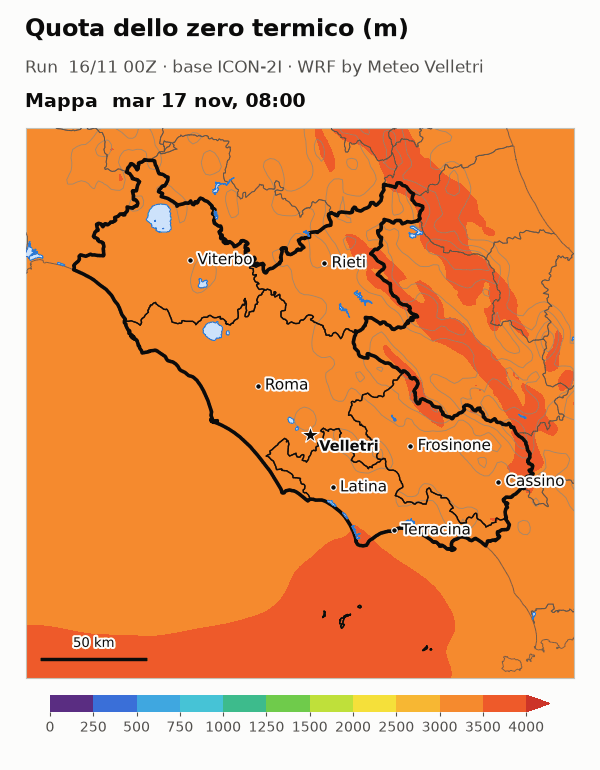 Quota dello zero termico (m)
Run  16/11 00Z · base ICON-2I · WRF by Meteo Velletri
Mappa  mar 17 nov, 08:00
Viterbo
Rieti
Roma
Velletri
Frosinone
Latina
Cassino
Terracina
50 km
0 250 500 750 1000 1250 1500 2000 2500 3000 3500 4000